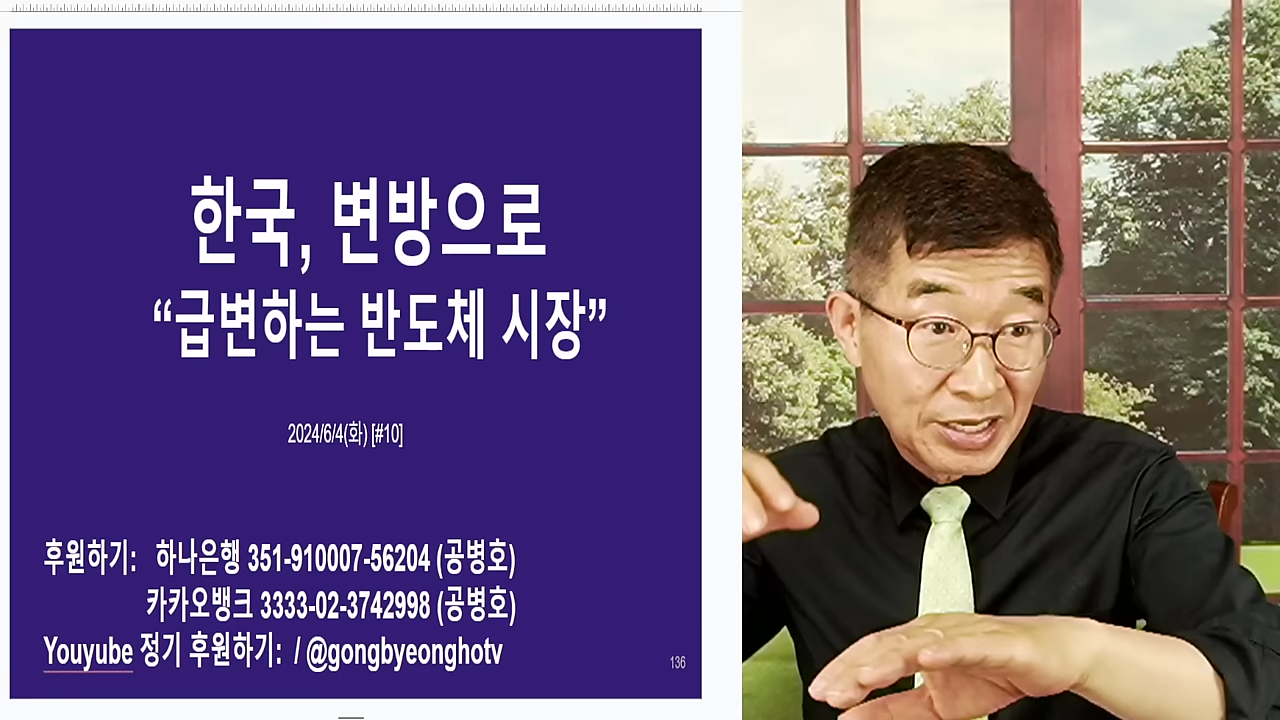 한국, 변방으로
“급변하는 반도체 시장”
2024/6/4(화) [#10]
후원하기: 하나은행 351-910007-56204 (공병호)
카카오뱅크 3333-02-3742998 (공병호)
Youyube 정기 후원하기: / @gongbyeonghotv
136